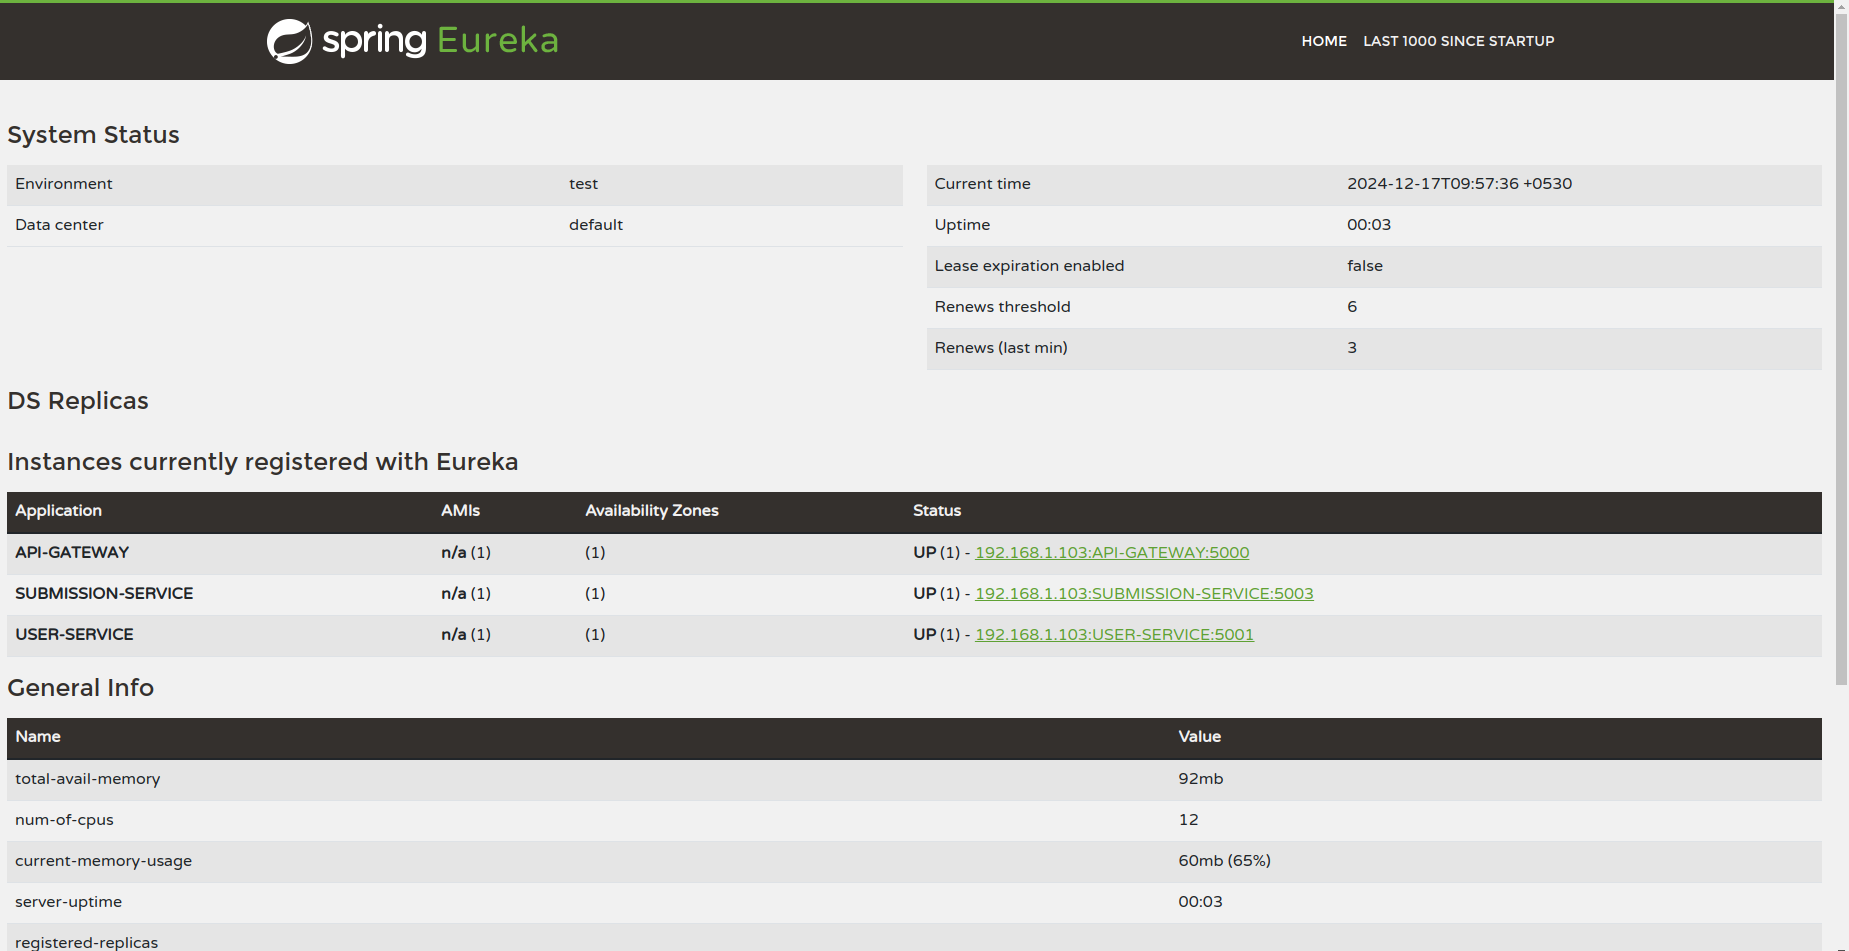 spring Eureka
HOME LAST 1000 SINCE STARTUP
System Status
Environment test
Data center default
Current time 2024-12-17T09:57:36 +0530
Uptime 00:03
Lease expiration enabled false
Renews threshold 6
Renews (last min) 3
DS Replicas
Instances currently registered with Eureka
Application AMIs Availability Zones Status
API-GATEWAY n/a (1) (1) UP (1) - 192.168.1.103:API-GATEWAY:5000
SUBMISSION-SERVICE n/a (1) (1) UP (1) - 192.168.1.103:SUBMISSION-SERVICE:5003
USER-SERVICE n/a (1) (1) UP (1) - 192.168.1.103:USER-SERVICE:5001
General Info
Name Value
total-avail-memory 92mb
num-of-cpus 12
current-memory-usage 60mb (65%)
server-uptime 00:03
registered-replicas